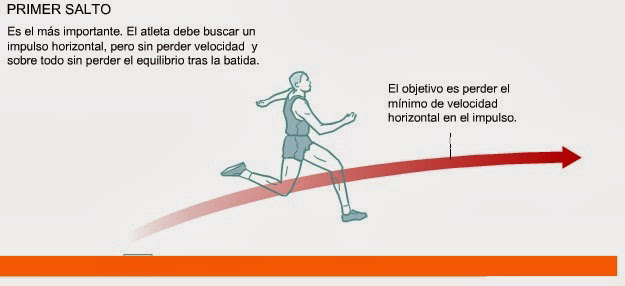 PRIMER SALTO
Es el más importante. El atleta debe buscar un
impulso horizontal, pero sin perder velocidad y
sobre todo sin perder el equilibrio tras la batida.
El objetivo es perder el
mínimo de velocidad
horizontal en el impulso.